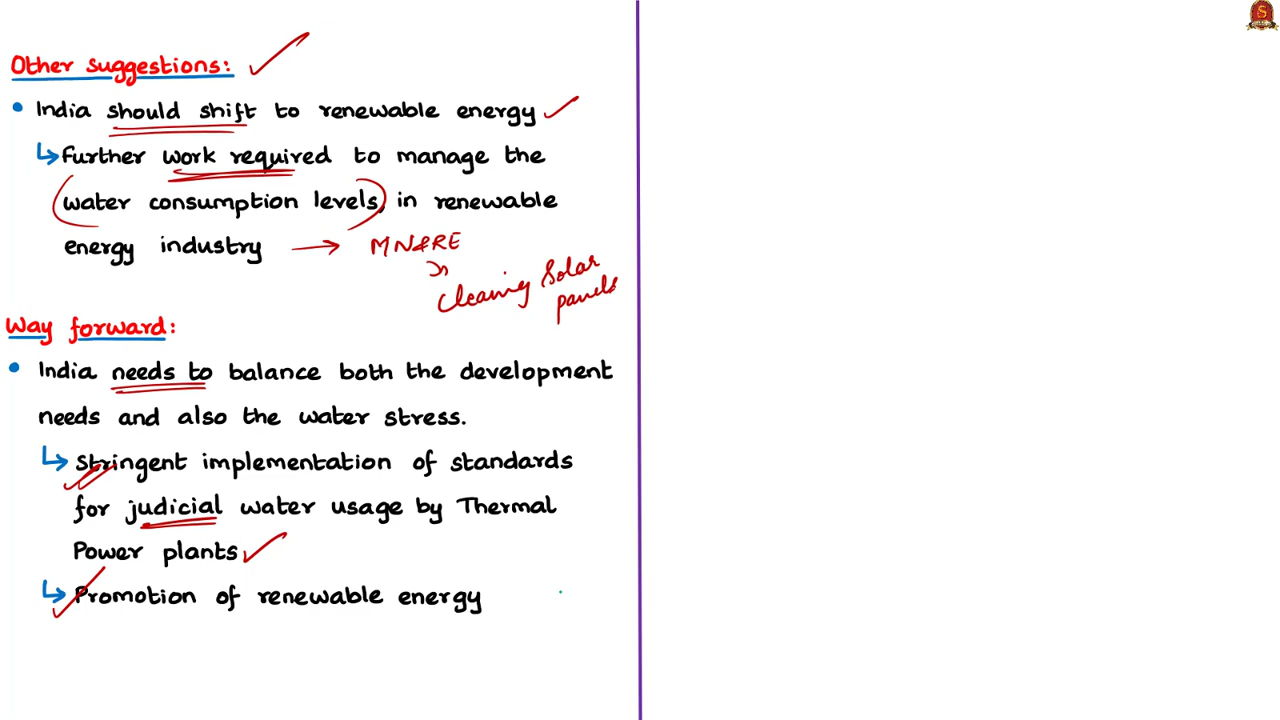 Other suggestions:
• India should shift to renewable energy
↳ Further work required to manage the
water consumption levels, in renewable
energy industry → MN&RE
↳ cleaning Solar
panels
Way forward:
• India needs to balance both the development
needs and also the water stress.
↳ Stringent implementation of standards
for judicial water usage by Thermal
Power plants
↳ Promotion of renewable energy